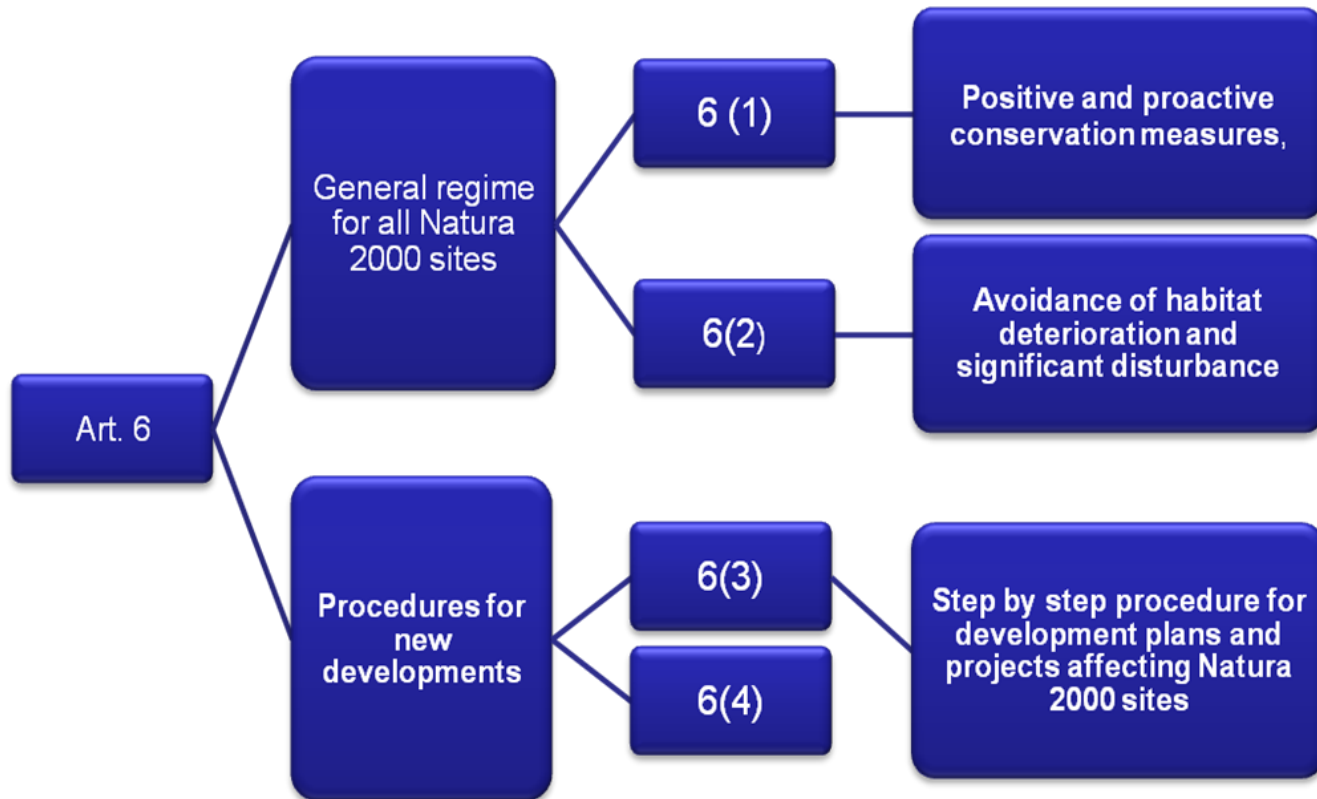 Art. 6
General regime
for all Natura
2000 sites
6 (1)
Positive and proactive
conservation measures,
6(2)
Avoidance of habitat
deterioration and
significant disturbance
Procedures for
new
developments
6(3)
6(4)
Step by step procedure for
development plans and
projects affecting Natura
2000 sites